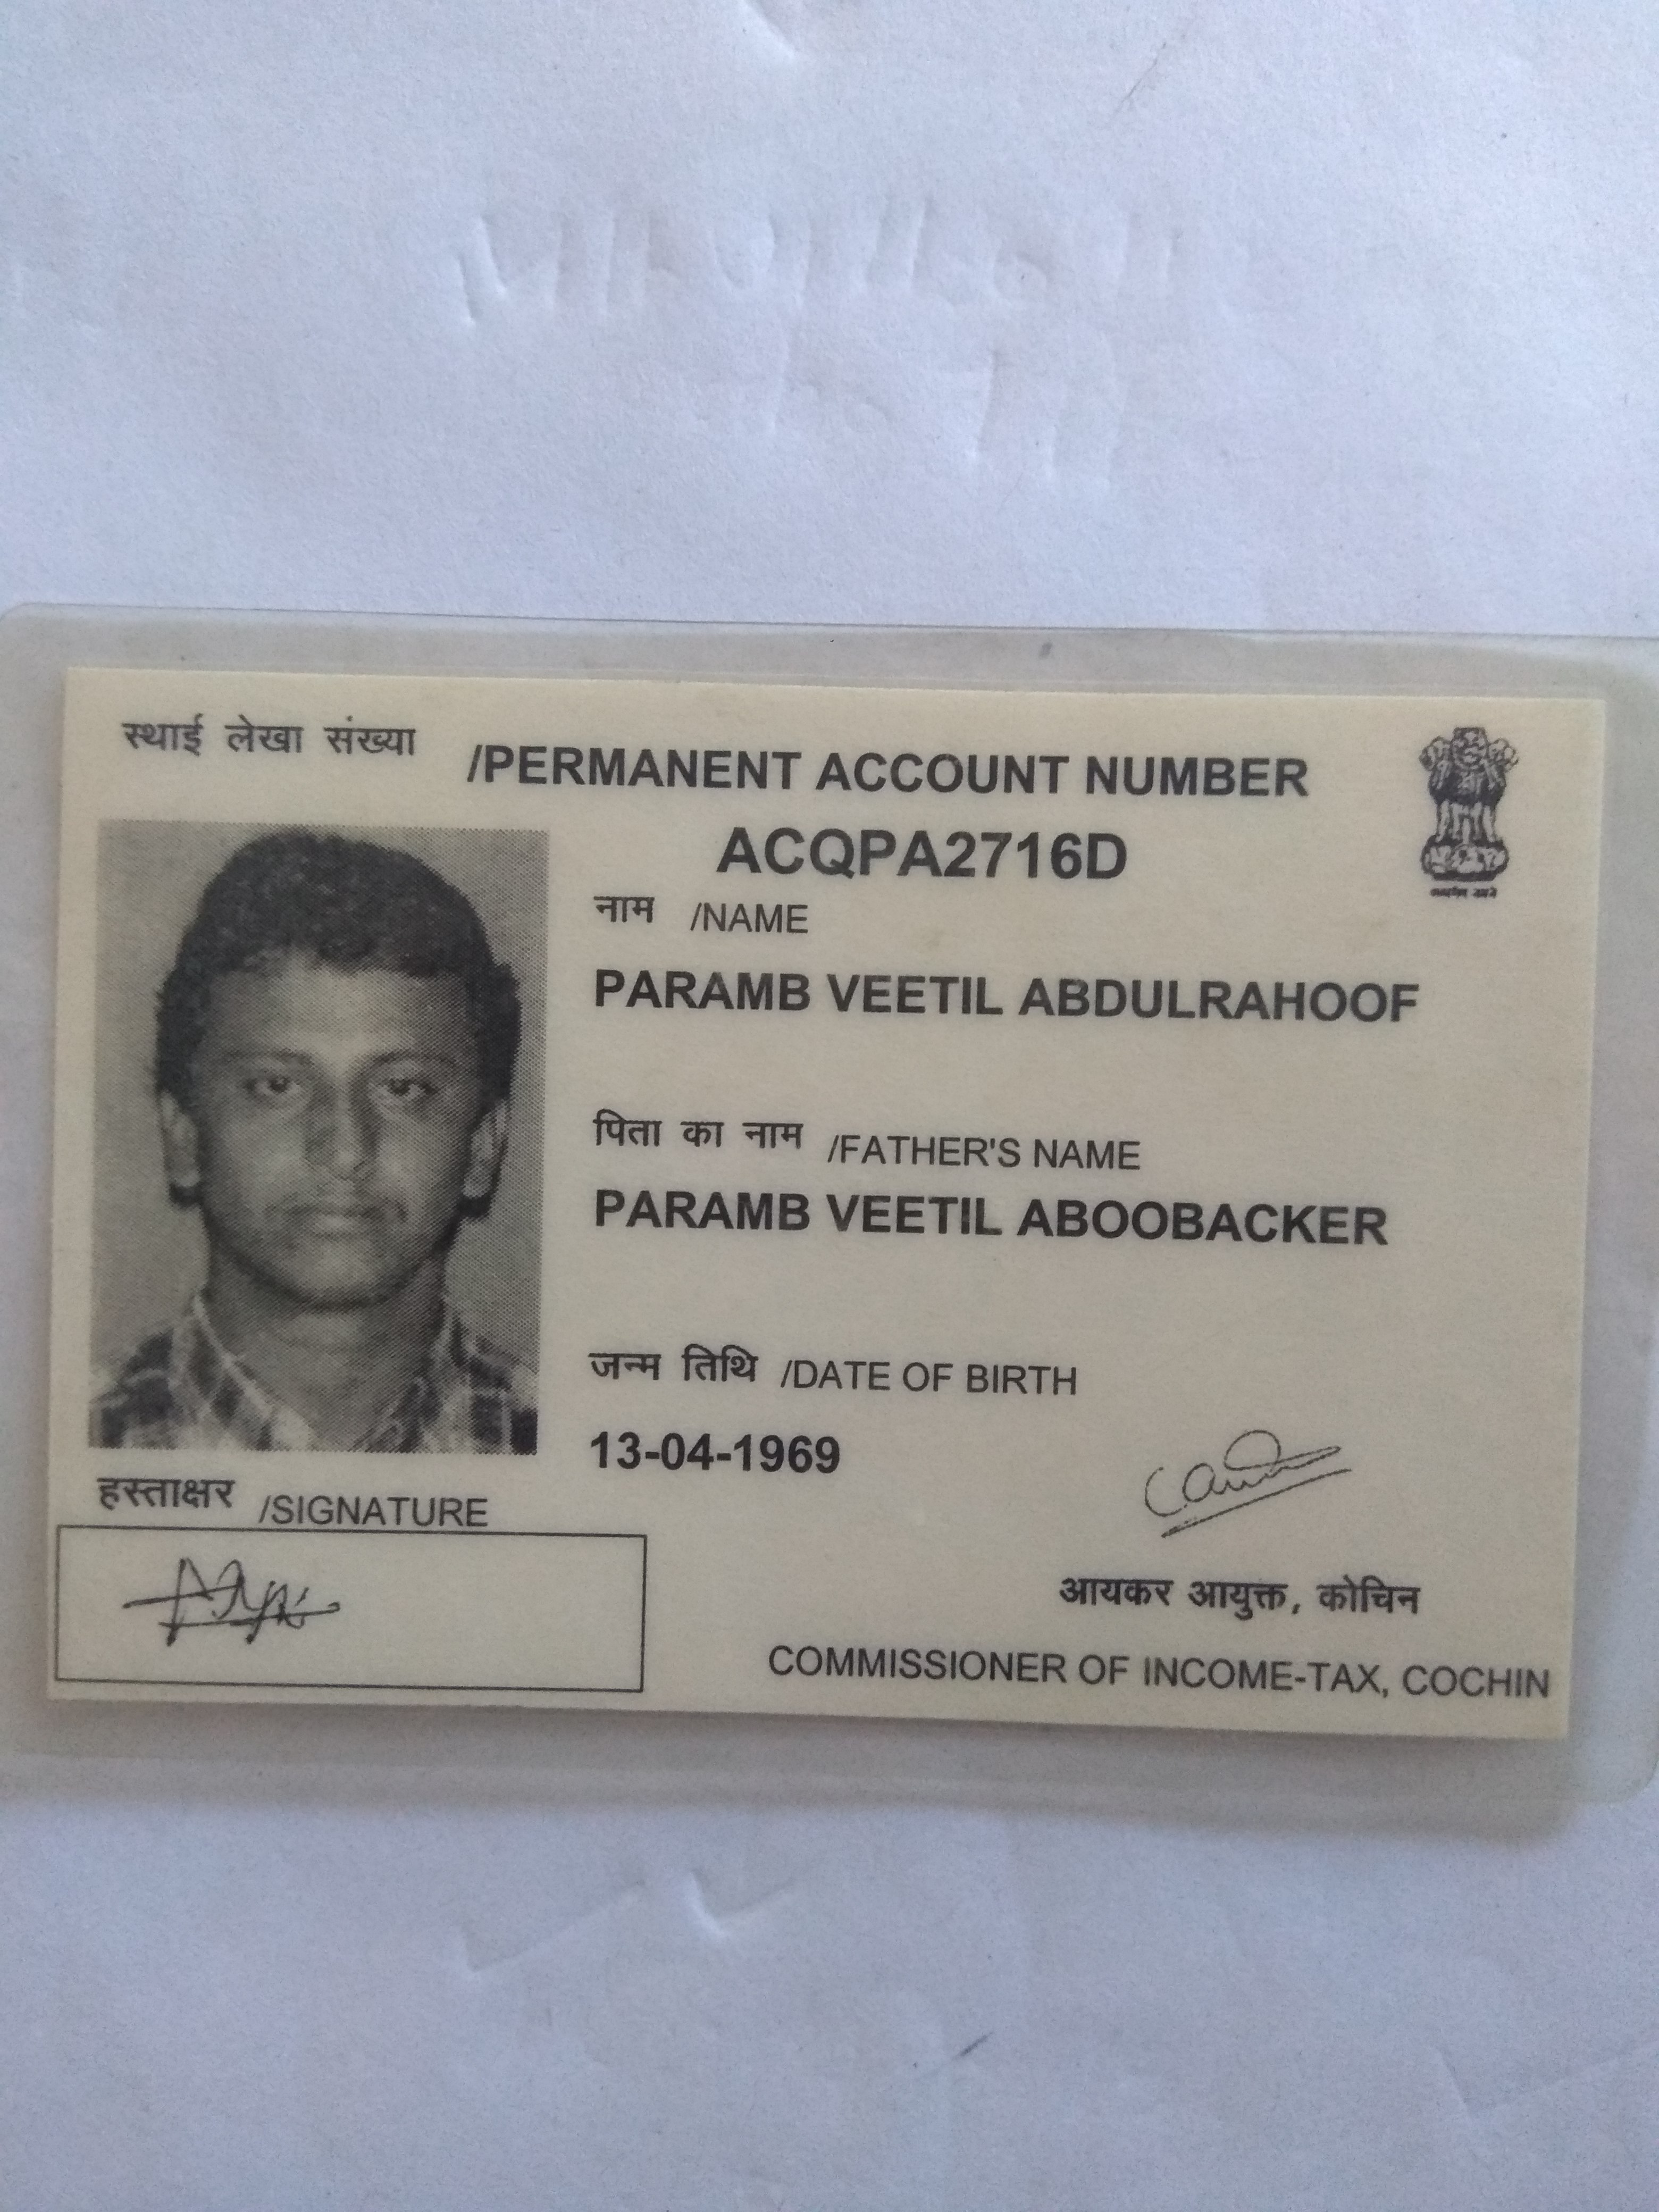 स्थाई लेखा संख्या /PERMANENT ACCOUNT NUMBER
ACQPA2716D
नाम /NAME
PARAMB VEETIL ABDULRAHOOF
पिता का नाम /FATHER'S NAME
PARAMB VEETIL ABOOBACKER
जन्म तिथि /DATE OF BIRTH
13-04-1969
हस्ताक्षर /SIGNATURE
आयकर आयुक्त, कोचिन
COMMISSIONER OF INCOME-TAX, COCHIN